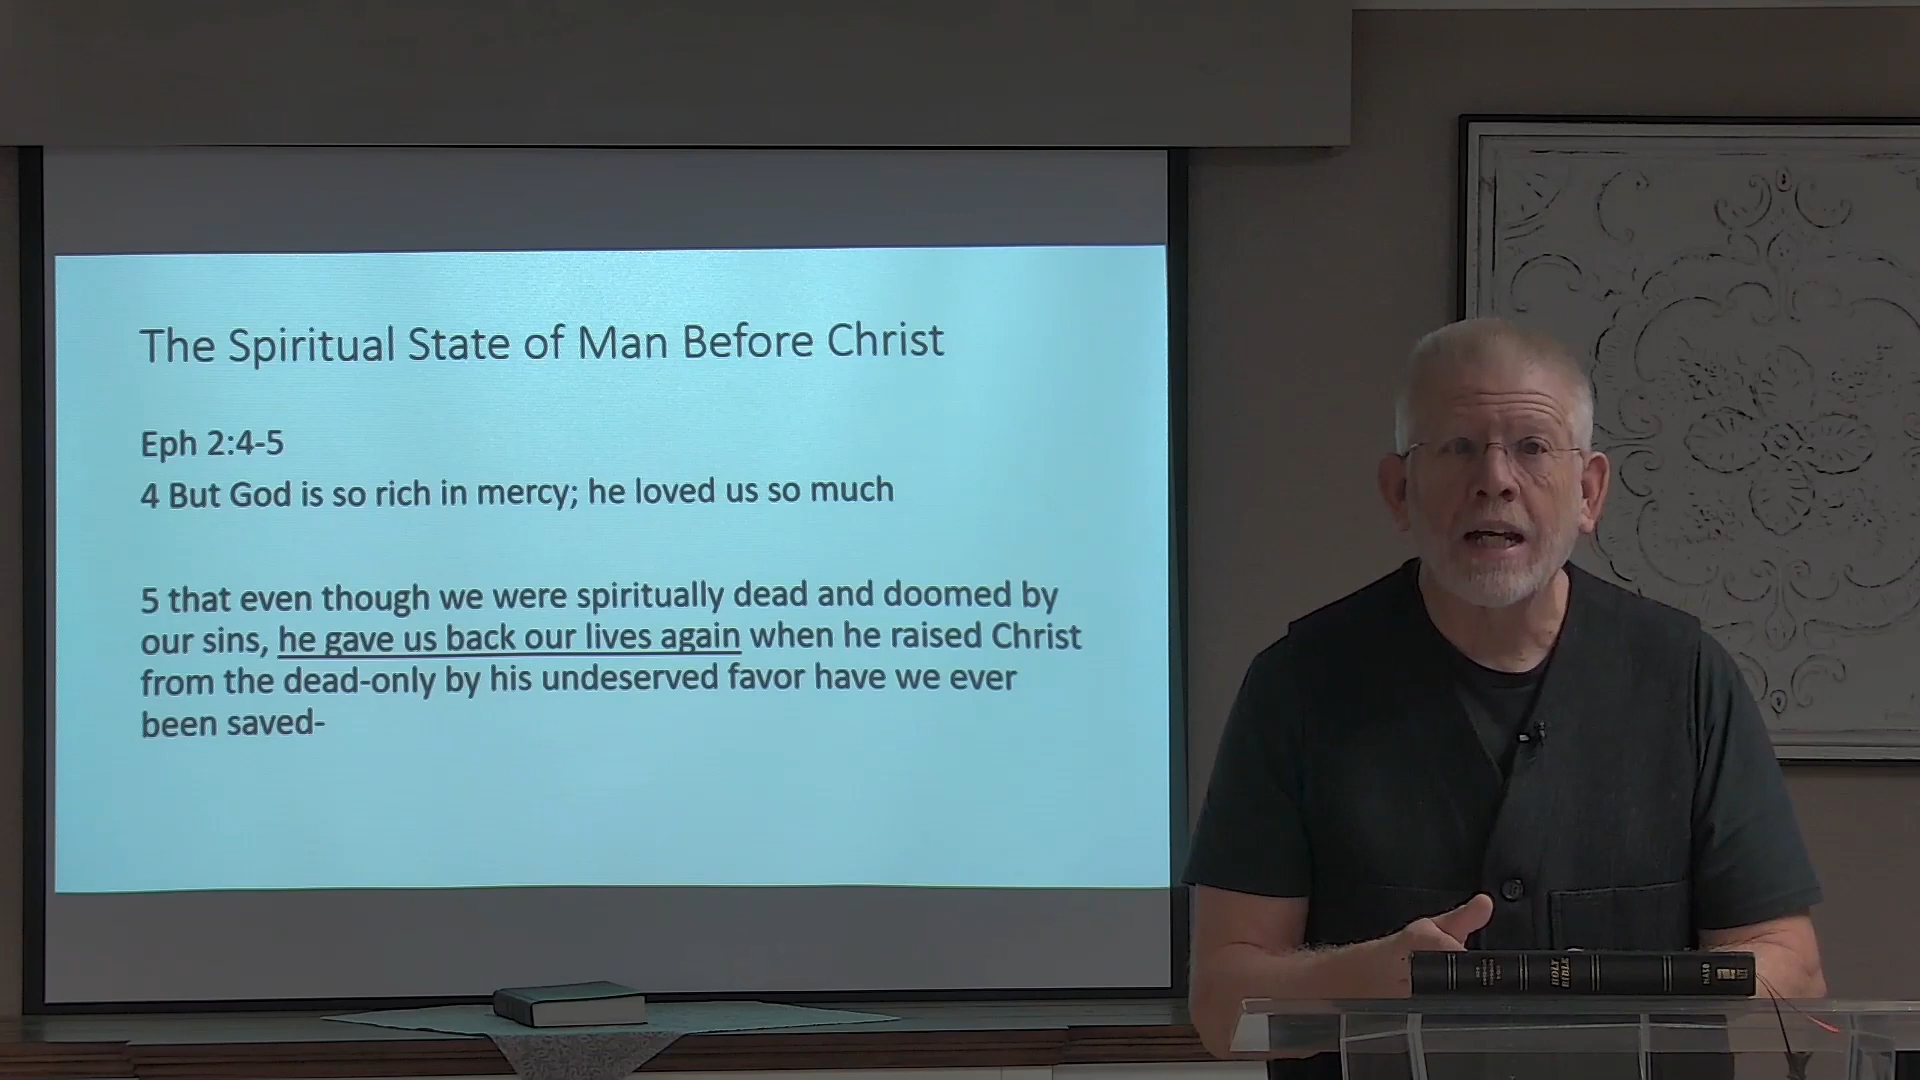 The Spiritual State of Man Before Christ
Eph 2:4-5
4 But God is so rich in mercy; he loved us so much
5 that even though we were spiritually dead and doomed by
our sins, he gave us back our lives again when he raised Christ
from the dead-only by his undeserved favor have we ever
been saved-
HOLY
BIBLE